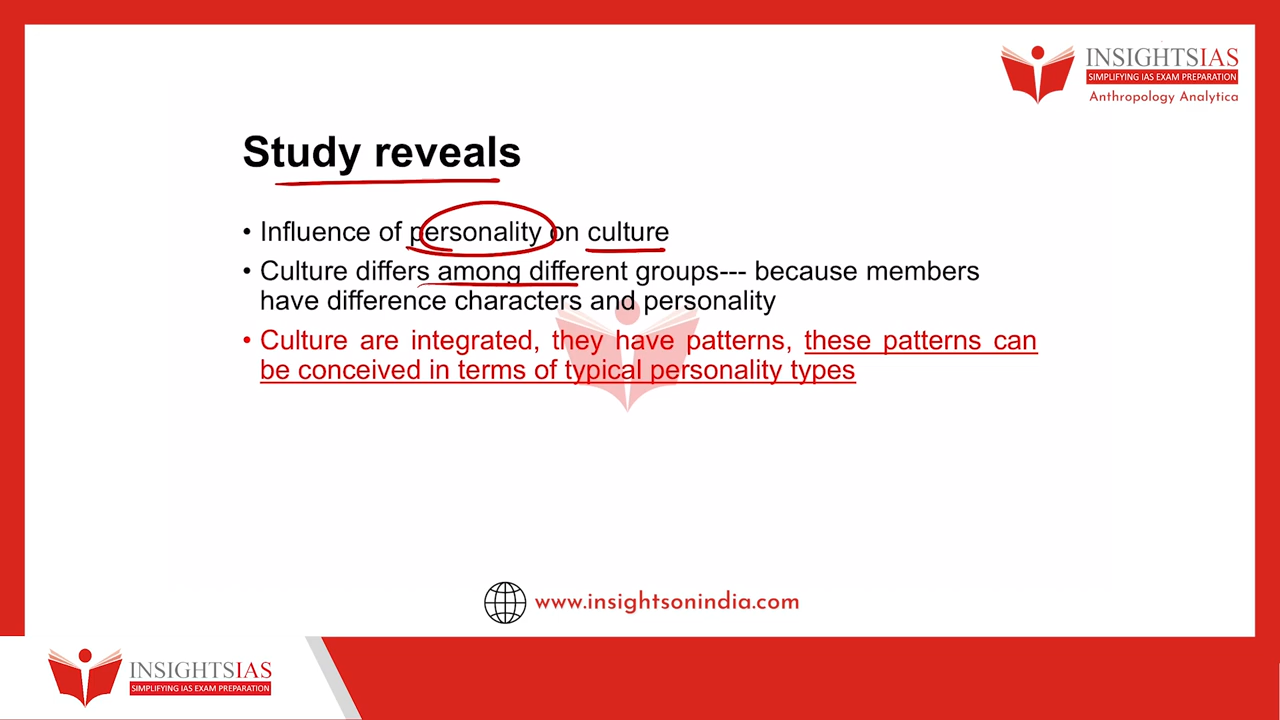 INSIGHTSIAS
SIMPLIFYING IAS EXAM PREPARATION
Anthropology Analytica
Study reveals
• Influence of personality on culture
• Culture differs among different groups--- because members
have difference characters and personality
• Culture are integrated, they have patterns, these patterns can
be conceived in terms of typical personality types
www.insightsonindia.com
INSIGHTSIAS
SIMPLIFYING IAS EXAM PREPARATION